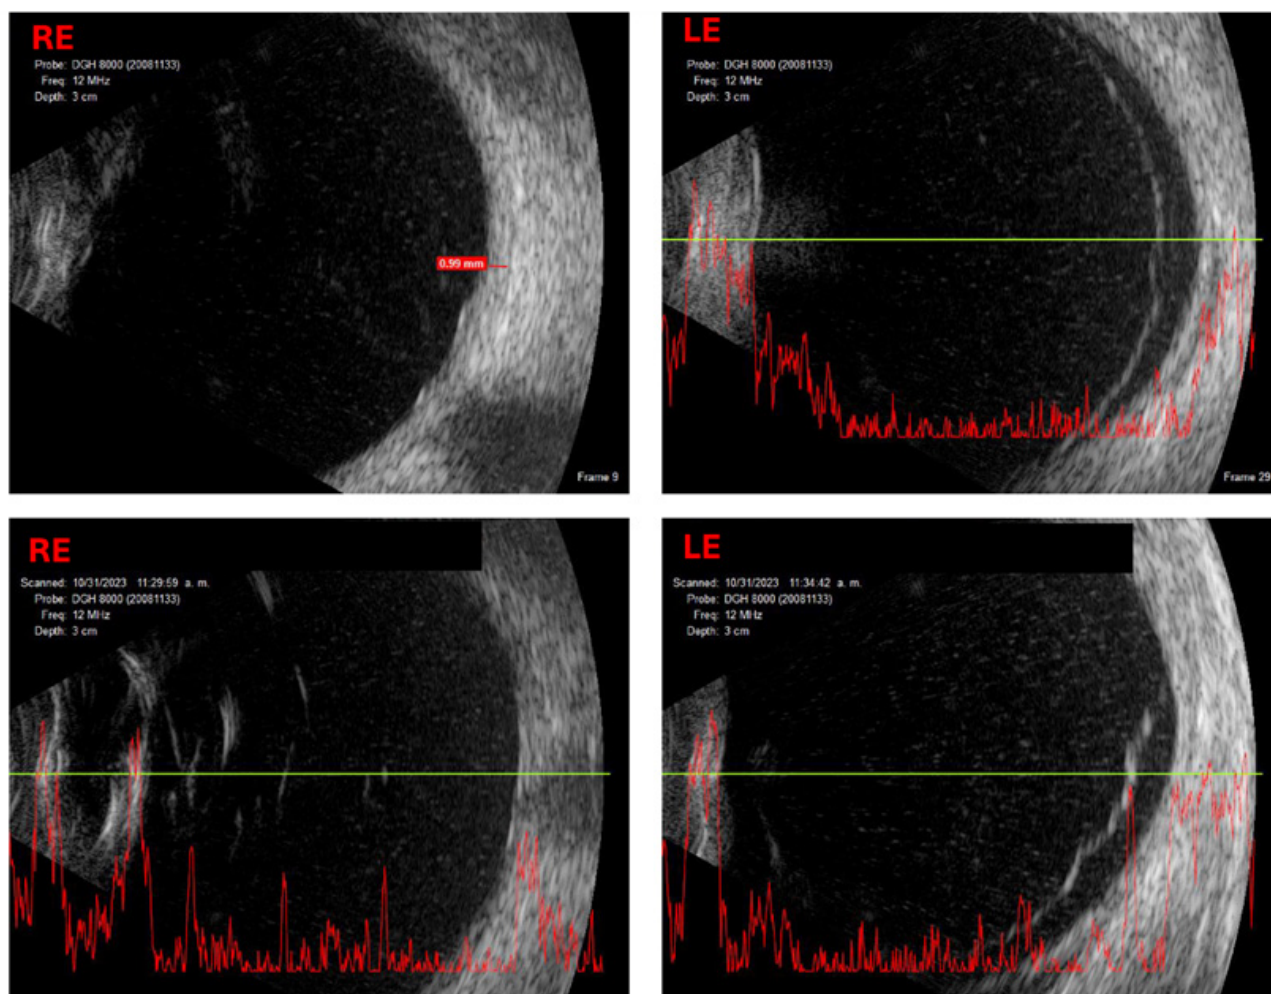 RE
Probe: DGH 8000 (20081133)
Freq: 12 MHz
Depth: 3 cm
0.99 mm
Frame 9
LE
Probe: DGH 8000 (20081133)
Freq: 12 MHz
Depth: 3 cm
Frame 29
RE
Scanned: 10/31/2023 11:29:59 a. m.
Probe: DGH 8000 (20081133)
Freq: 12 MHz
Depth: 3 cm
LE
Scanned: 10/31/2023 11:34:42 a. m.
Probe: DGH 8000 (20081133)
Freq: 12 MHz
Depth: 3 cm